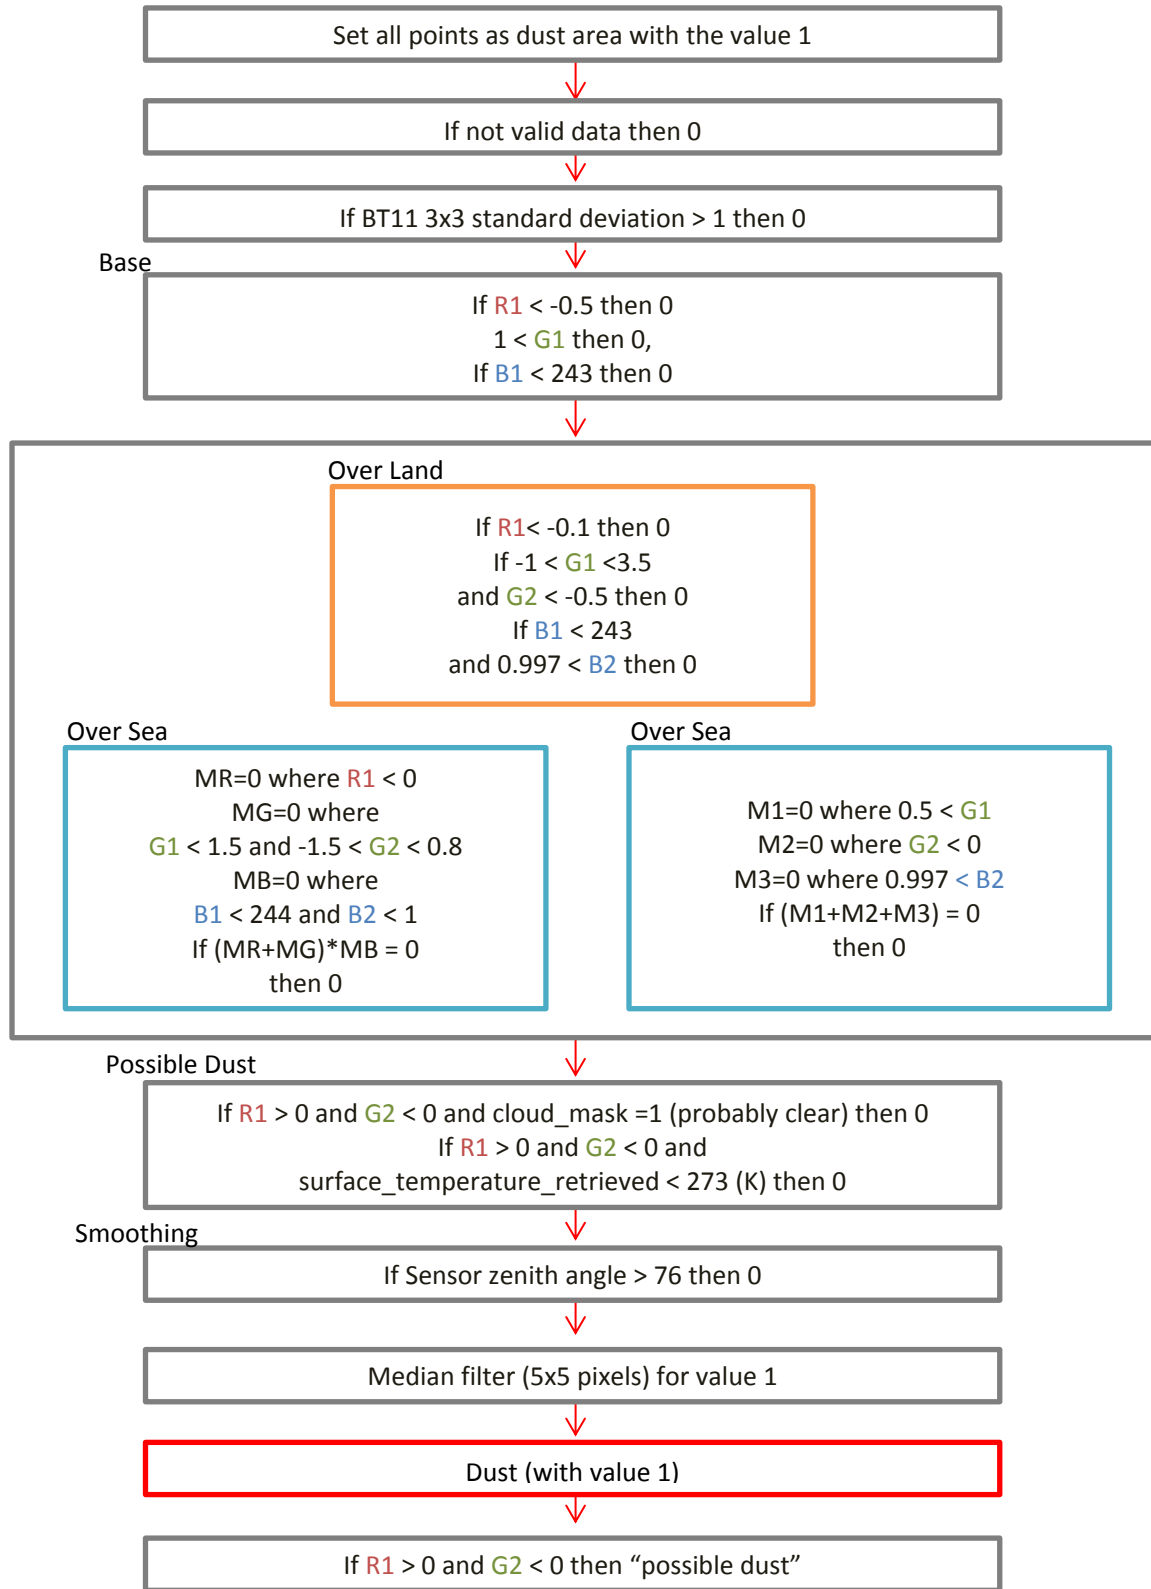 Set all points as dust area with the value 1
If not valid data then 0
If BT11 3x3 standard deviation > 1 then 0
Base
If R1 < -0.5 then 0
1 < G1 then 0,
If B1 < 243 then 0
Over Land
If R1< -0.1 then 0
If -1 < G1 <3.5
and G2 < -0.5 then 0
If B1 < 243
and 0.997 < B2 then 0
Over Sea
MR=0 where R1 < 0
MG=0 where
G1 < 1.5 and -1.5 < G2 < 0.8
MB=0 where
B1 < 244 and B2 < 1
If (MR+MG)*MB = 0
then 0
Over Sea
M1=0 where 0.5 < G1
M2=0 where G2 < 0
M3=0 where 0.997 < B2
If (M1+M2+M3) = 0
then 0
Possible Dust
If R1 > 0 and G2 < 0 and cloud_mask =1 (probably clear) then 0
If R1 > 0 and G2 < 0 and
surface_temperature_retrieved < 273 (K) then 0
Smoothing
If Sensor zenith angle > 76 then 0
Median filter (5x5 pixels) for value 1
Dust (with value 1)
If R1 > 0 and G2 < 0 then “possible dust”